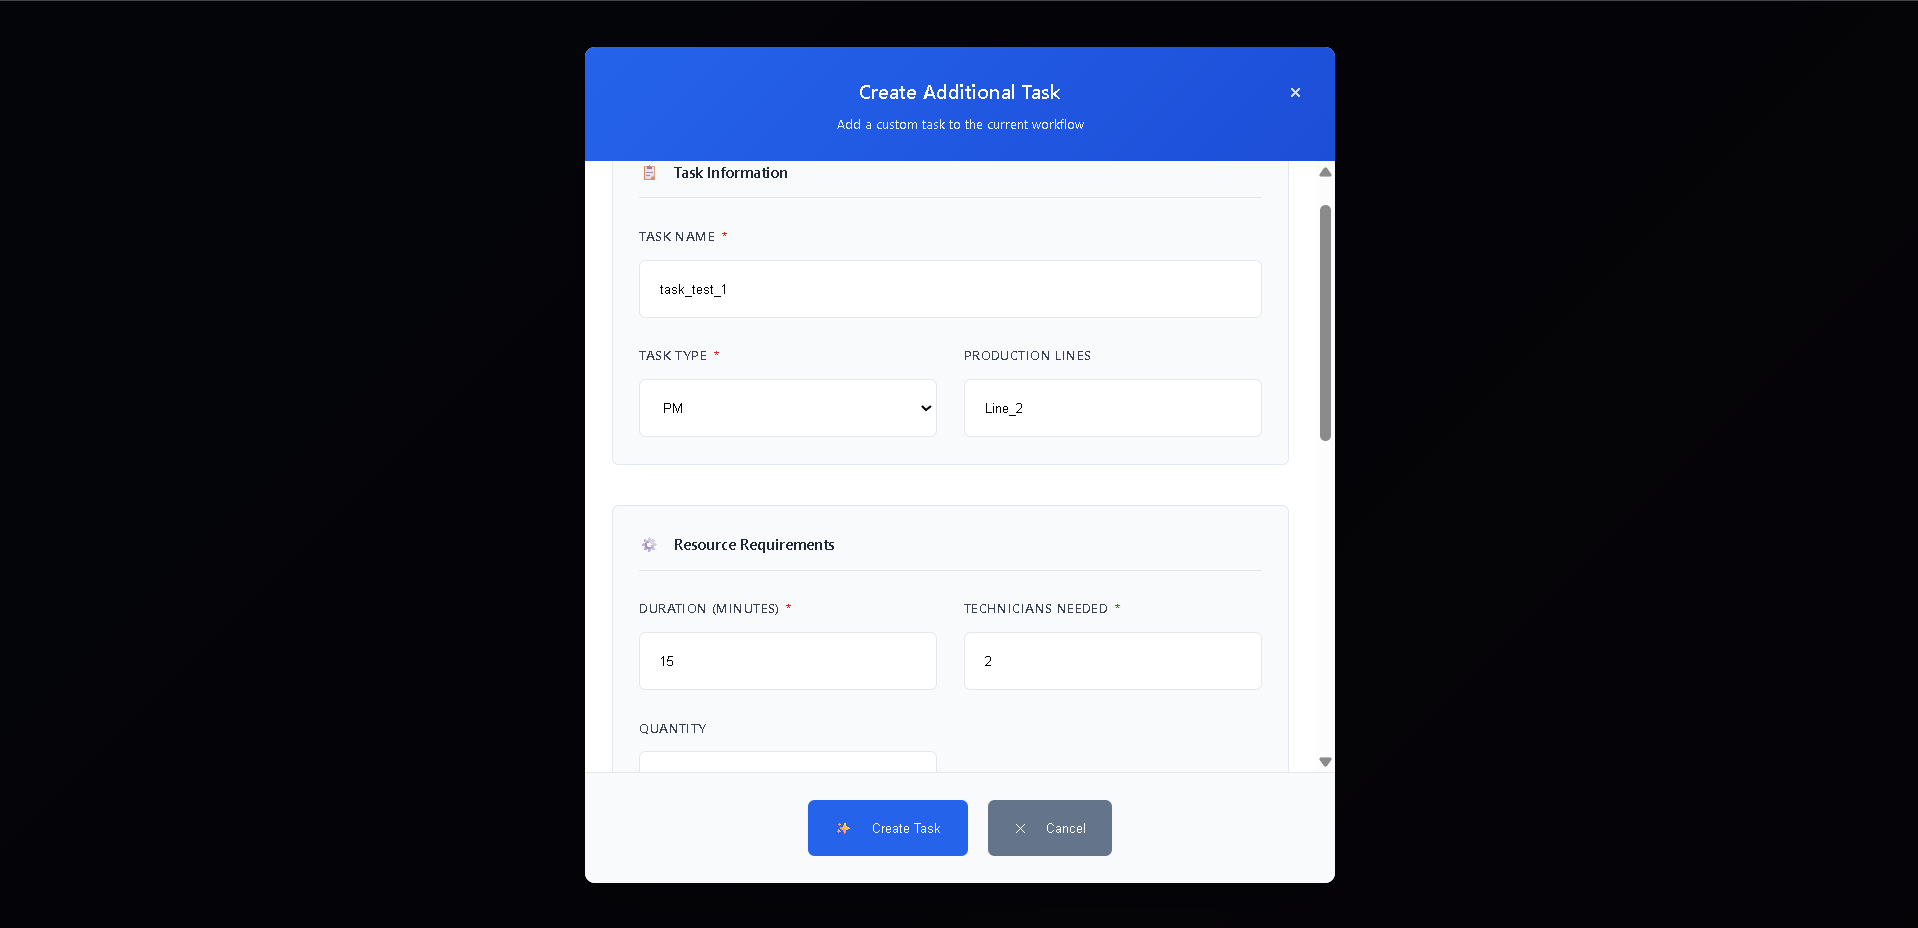 Create Additional Task
×
Add a custom task to the current workflow
Task Information
TASK NAME *
task_test_1
TASK TYPE * PRODUCTION LINES
PM Line_2
Resource Requirements
DURATION (MINUTES) * TECHNICIANS NEEDED *
15 2
QUANTITY
Create Task Cancel